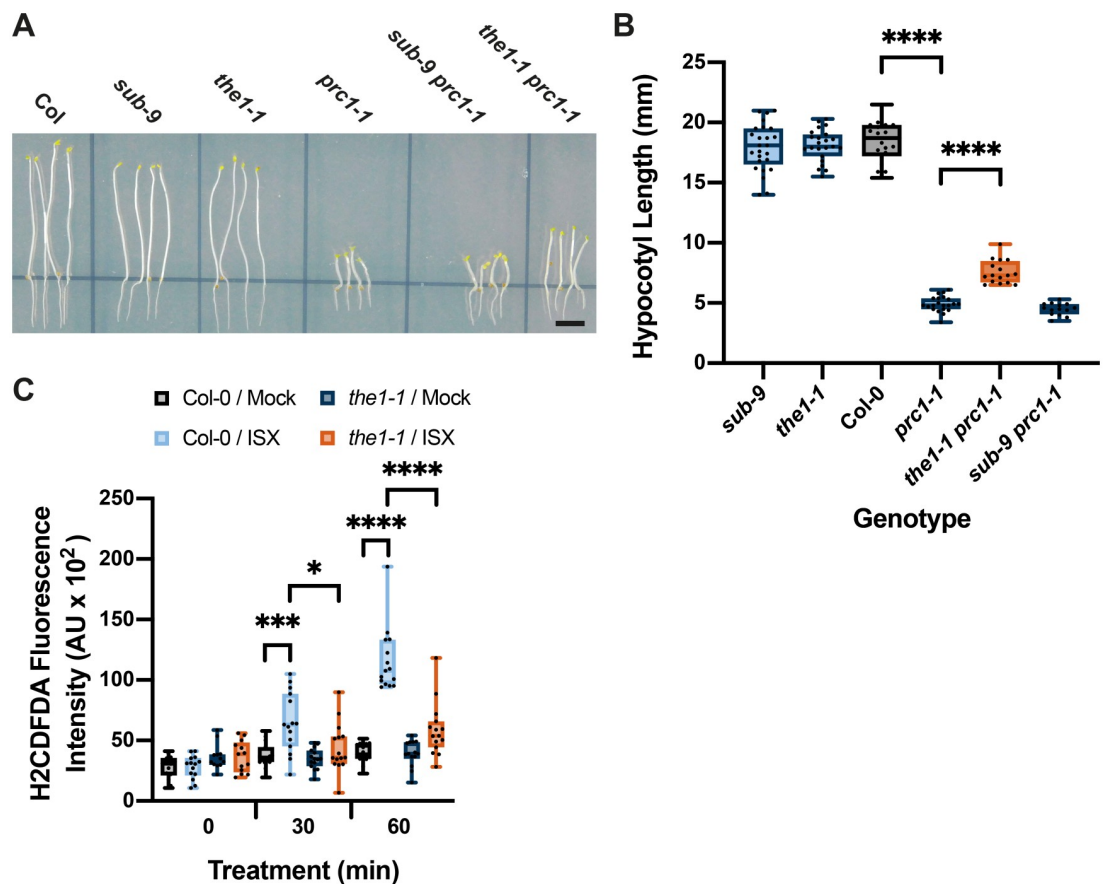 A
Col
sub-9
the1-1
prc1-1
sub-9 prc1-1
the1-1 prc1-1
B
****
****
Hypocotyl Length (mm)
25
20
15
10
5
0
sub-9
the1-1
Col-0
prc1-1
the1-1 prc1-1
sub-9 prc1-1
Genotype
C
Col-0 / Mock
the1-1 / Mock
Col-0 / ISX
the1-1 / ISX
****
****
*
***
H2CDFDA Fluorescence
Intensity (AU x 10²)
250
200
150
100
50
0
0
30
60
Treatment (min)